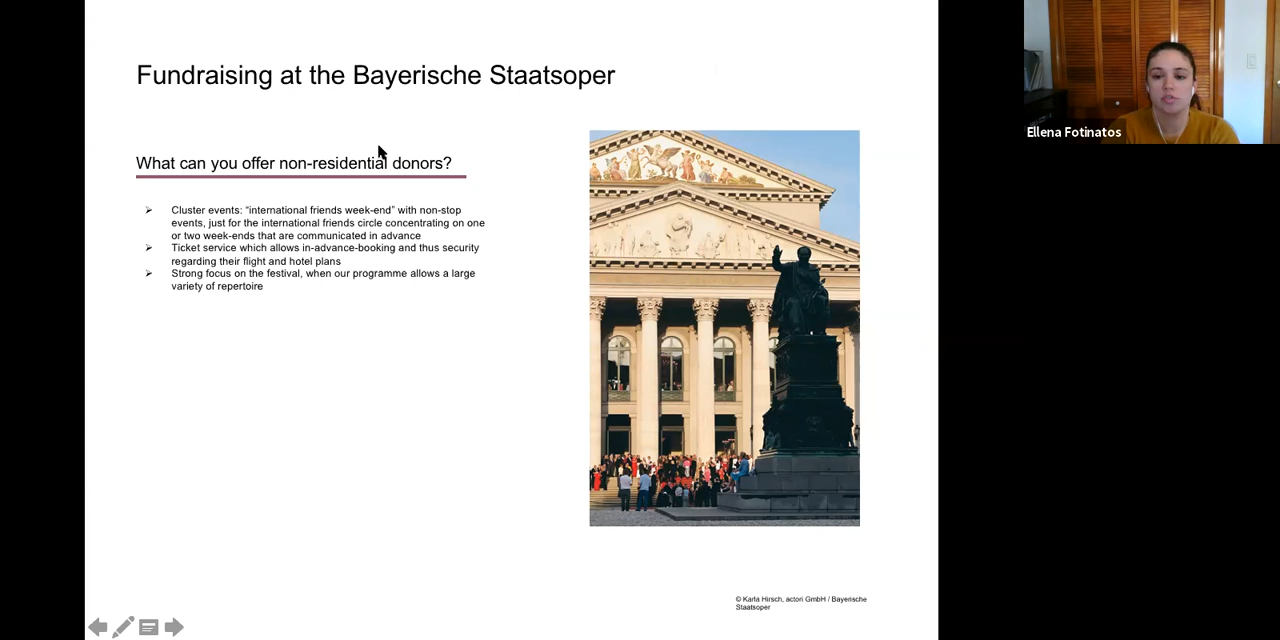 Fundraising at the Bayerische Staatsoper
What can you offer non-residential donors?
Cluster events: “international friends week-end” with non-stop
events, just for the international friends circle concentrating on one
or two week-ends that are communicated in advance
Ticket service which allows in-advance-booking and thus security
regarding their flight and hotel plans
Strong focus on the festival, when our programme allows a large
variety of repertoire
© Karla Hirsch, actori GmbH / Bayerische
Staatsoper
Ellena Fotinatos